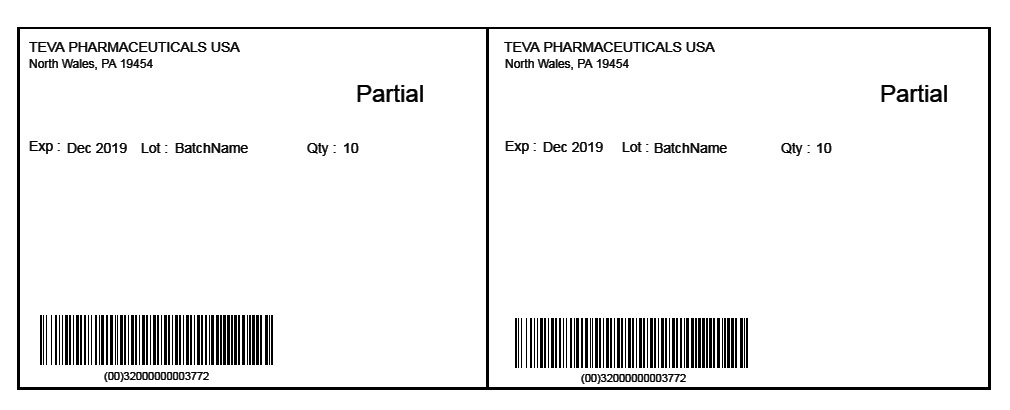 TEVA PHARMACEUTICALS USA
North Wales, PA 19454
Partial
Exp : Dec 2019 Lot : BatchName Qty : 10
(00)32000000003772
TEVA PHARMACEUTICALS USA
North Wales, PA 19454
Partial
Exp : Dec 2019 Lot : BatchName Qty : 10
(00)32000000003772